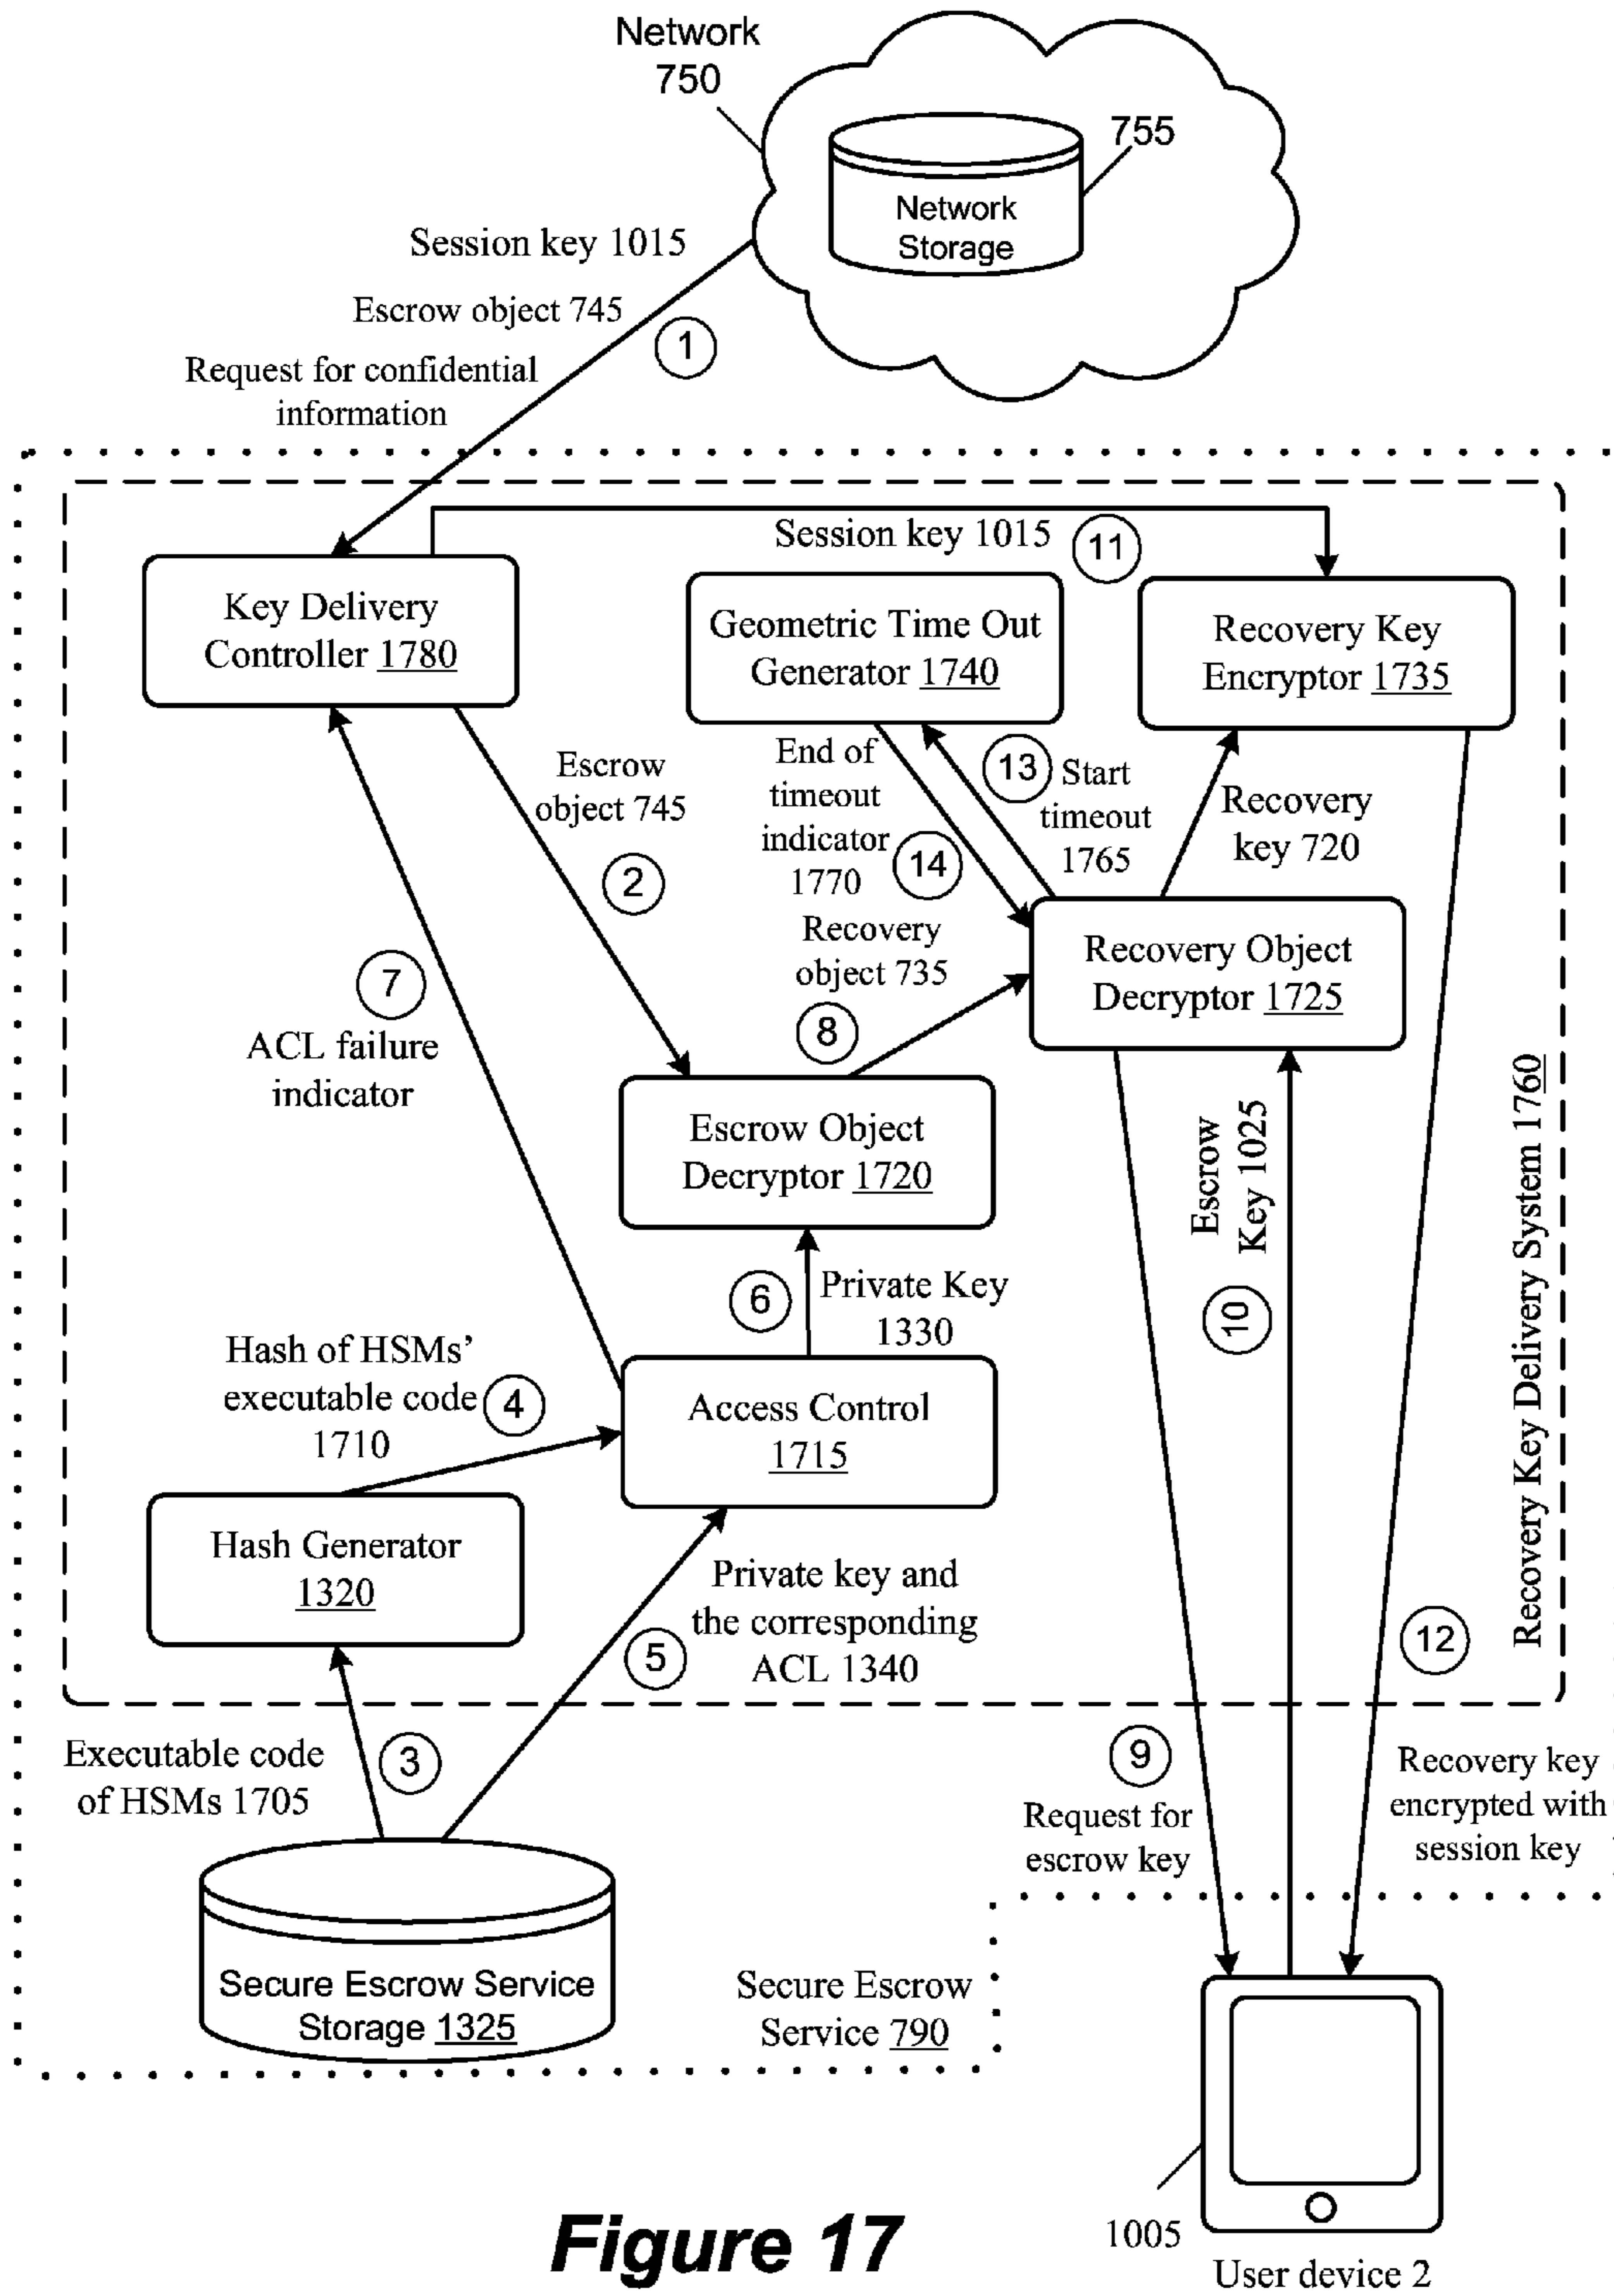 Network
750
755
Network
Storage
Session key 1015
Escrow object 745
1
Request for confidential
information
Session key 1015
11
Key Delivery
Controller 1780
Geometric Time Out
Generator 1740
Recovery Key
Encryptor 1735
Escrow
object 745
2
End of
timeout
indicator
1770
14
13
Start
timeout
1765
Recovery
key 720
Recovery
object 735
8
Recovery Object
Decryptor 1725
7
ACL failure
indicator
Escrow Object
Decryptor 1720
Escrow
Key 1025
10
Recovery Key Delivery System 1760
6
Private Key
1330
Hash of HSMs’
executable code
1710
4
Access Control
1715
Hash Generator
1320
Private key and
the corresponding
ACL 1340
5
12
Executable code
of HSMs 1705
3
9
Request for
escrow key
Recovery key
encrypted with
session key
Secure Escrow Service
Storage 1325
Secure Escrow
Service 790
1005
User device 2
Figure 17